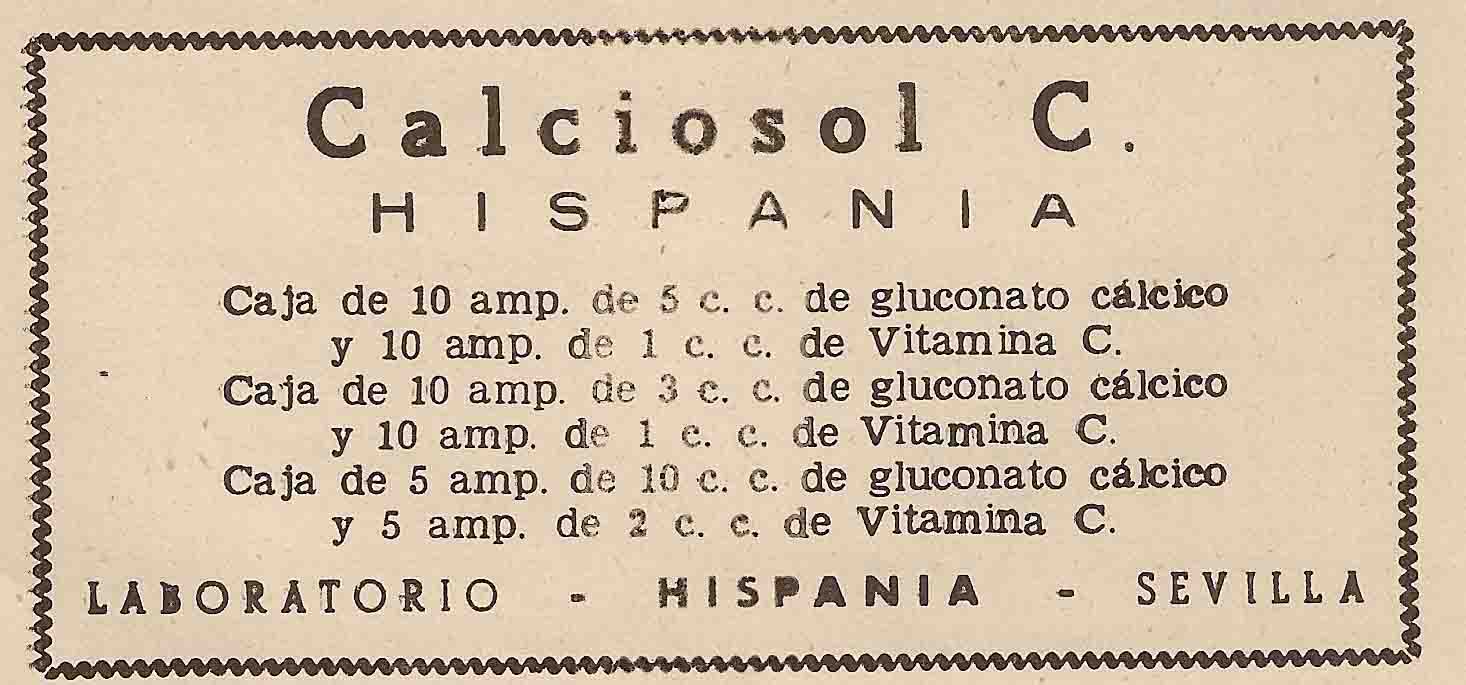 Calciosol C.
HISPANIA
Caja de 10 amp. de 5 c. c. de gluconato cálcico
y 10 amp. de 1 c. c. de Vitamina C.
Caja de 10 amp. de 3 c. c. de gluconato cálcico
y 10 amp. de 1 c. c. de Vitamina C.
Caja de 5 amp. de 10 c. c. de gluconato cálcico
y 5 amp. de 2 c. c. de Vitamina C.
LABORATORIO - HISPANIA - SEVILLA